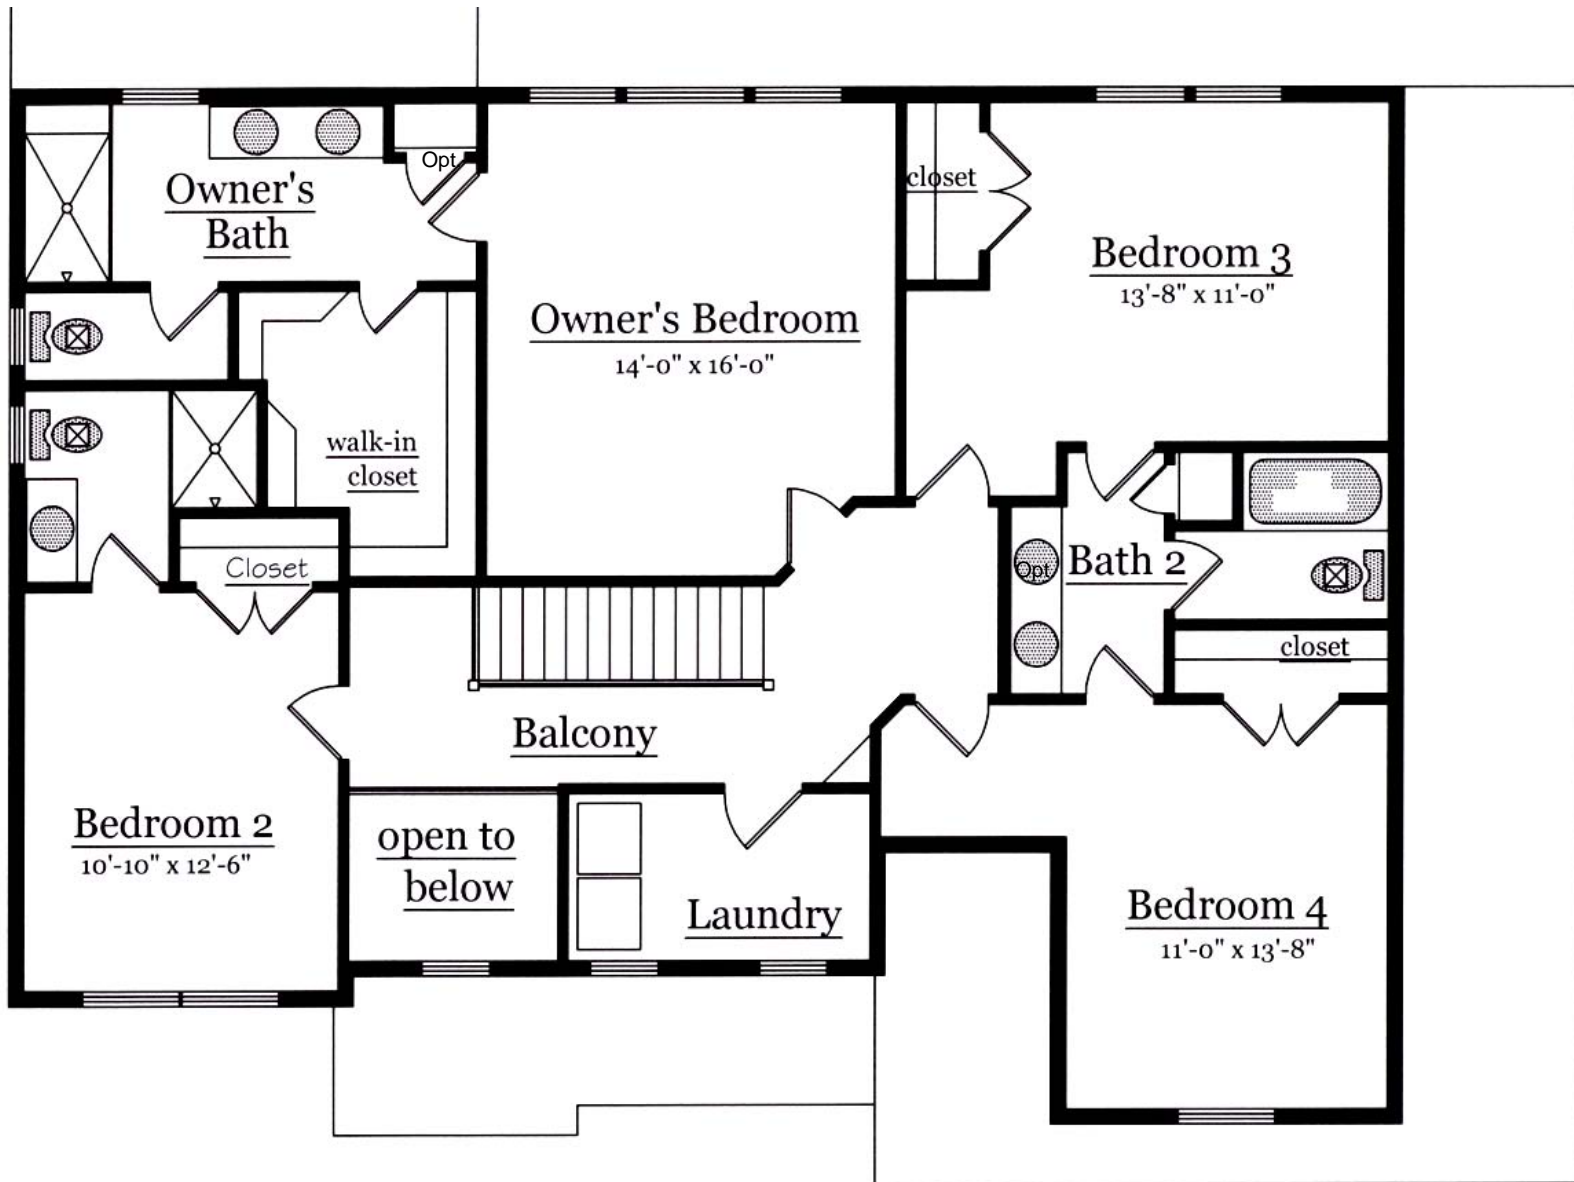 Opt
Owner's
Bath
closet
Bedroom 3
13'-8" x 11'-0"
Owner's Bedroom
14'-0" x 16'-0"
walk-in
closet
Closet
Opt
Bath 2
closet
Balcony
Bedroom 2
10'-10" x 12'-6"
open to
below
Laundry
Bedroom 4
11'-0" x 13'-8"